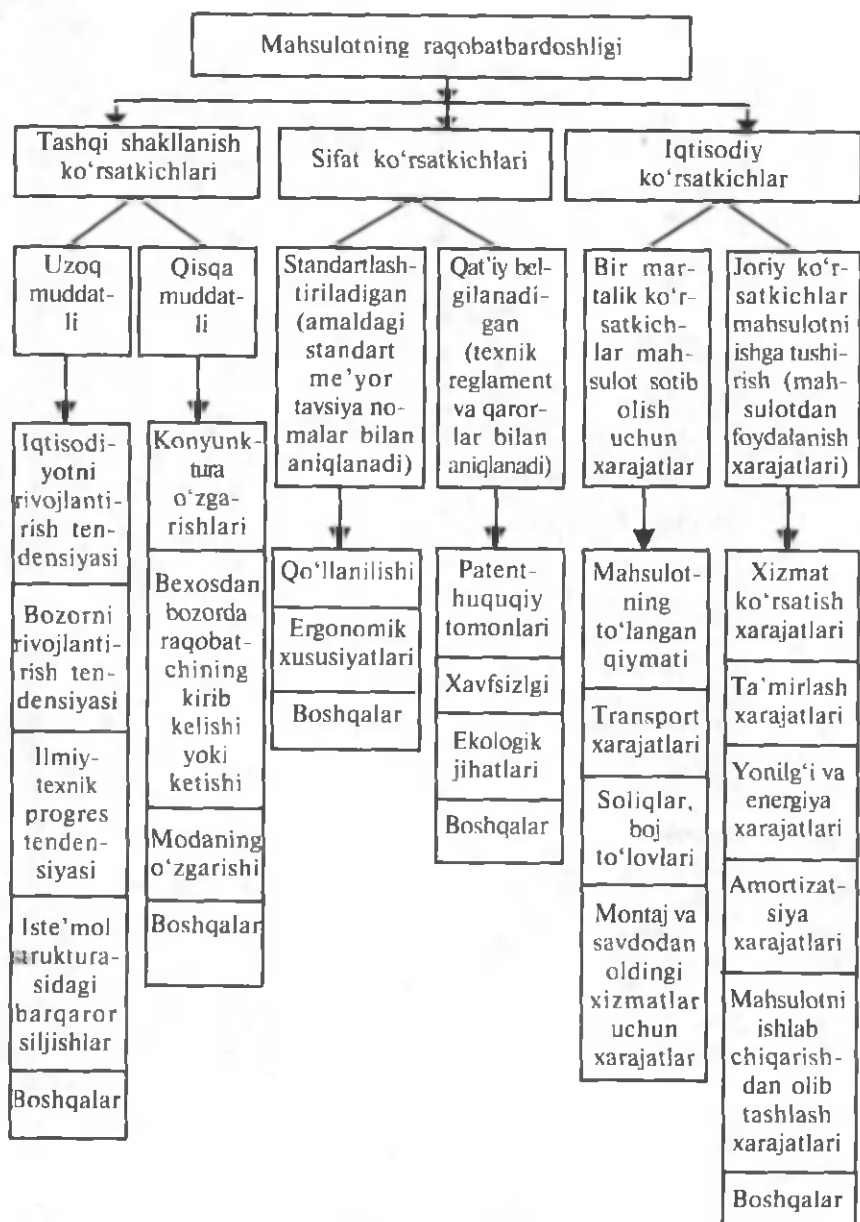 Mahsulotning raqobatbardoshligi
Tashqi shakllanish
ko‘rsatkichlari
Sifat ko‘rsatkichlari
Iqtisodiy
ko‘rsatkichlar
Uzoq
muddat-
li
Qisqa
muddat-
li
Standartlash-
tiriladigan
(amaldagi
standart
me’yor
tavsiya no-
malar bilan
aniqlanadi)
Qat’iy bel-
gilanadi-
gan
(texnik
reglament
va qaror-
lar bilan
aniqlanadi)
Bir mar-
talik ko‘r-
satkich-
lar mah-
sulot sotib
olish
uchun
xarajatlar
Joriy ko‘r-
satkichlar
mahsulotni
ishga tushi-
rish (mah-
sulotdan
foydalanish
xarajatlari)
Iqtisodi-
yotni
rivojlanti-
rish ten-
densiyasi
Bozorni
rivojlanti-
rish ten-
densiyasi
Ilmiy-
texnik
progres
tenden-
siyasi
Iste’mol
struktura-
sidagi
barqaror
siljishlar
Boshqalar
Konyunk-
tura
o‘zga-
rishlari
Bexosdan
bozorda
raqobat-
chining
kirib
kelishi
yoki
ketishi
Modaning
o‘zgarishi
Boshqalar
Qo‘llanilishi
Ergonomik
xususiyatlari
Boshqalar
Patent-
huquqiy
tomonlari
Xavfsizlgi
Ekologik
jihatlari
Boshqalar
Mahsulot-
ning
to‘langan
qiymati
Transport
xarajatlari
Soliqlar,
boj
to‘lovlari
Montaj va
savdodan
oldingi
xizmatlar
uchun
xarajatlar
Xizmat
ko‘rsatish
xarajatlari
Ta’mirlash
xarajatlari
Yonilg‘i va
energiya
xarajatlari
Amortizat-
siya
xarajatlari
Mahsulotni
ishlab
chiqarish-
dan olib
tashlash
xarajatlari
Boshqalar